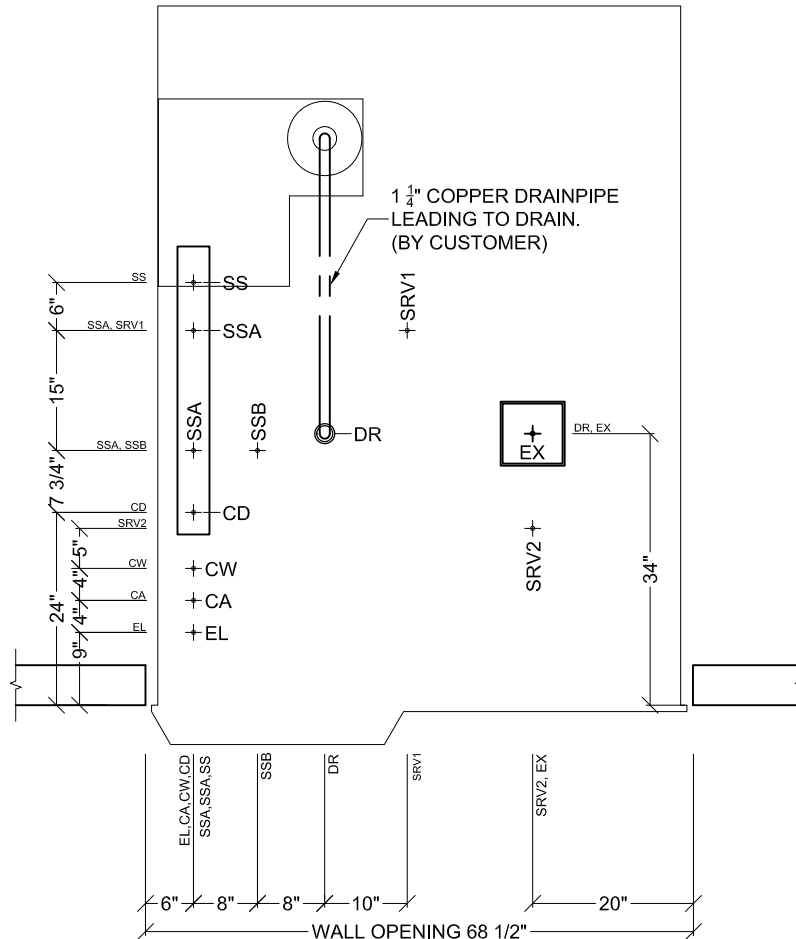 1 1/4" COPPER DRAINPIPE
LEADING TO DRAIN.
(BY CUSTOMER)
SS
SS
6"
SRV1
SSA, SRV1
SSA
15"
SSA
SSB
DR
DR, EX
EX
SSA, SSB
7 3/4"
CD
CD
SRV2
SRV2
5"
CW
CW
4"
34"
24"
CA
CA
4"
EL
EL
9"
EL,CA,CW,CD
SSA,SSA,SS
SSB
DR
SRV1
SRV2, EX
6"
8"
8"
10"
20"
WALL OPENING 68 1/2"